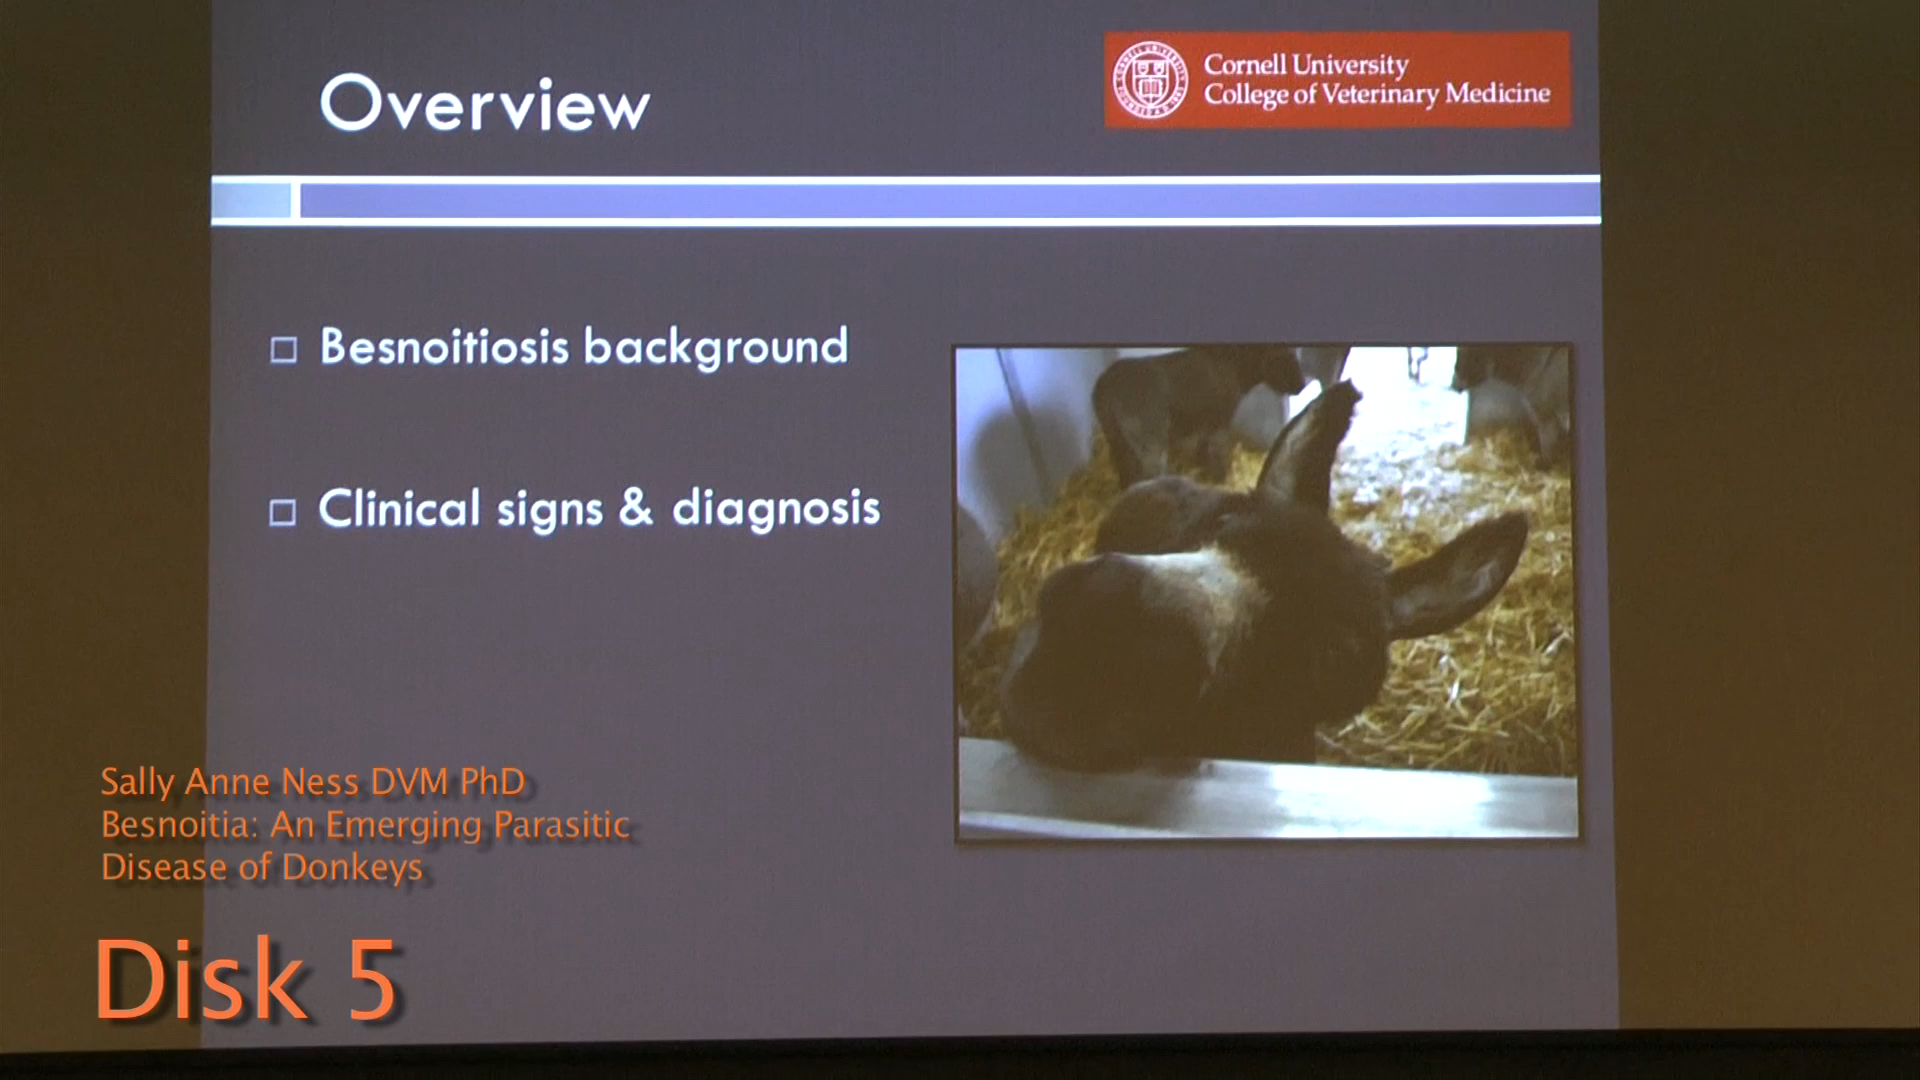 Overview
Cornell University
College of Veterinary Medicine
Besnoitiosis background
Clinical signs & diagnosis
Sally Anne Ness DVM PhD
Besnoitia: An Emerging Parasitic
Disease of Donkeys
Disk 5